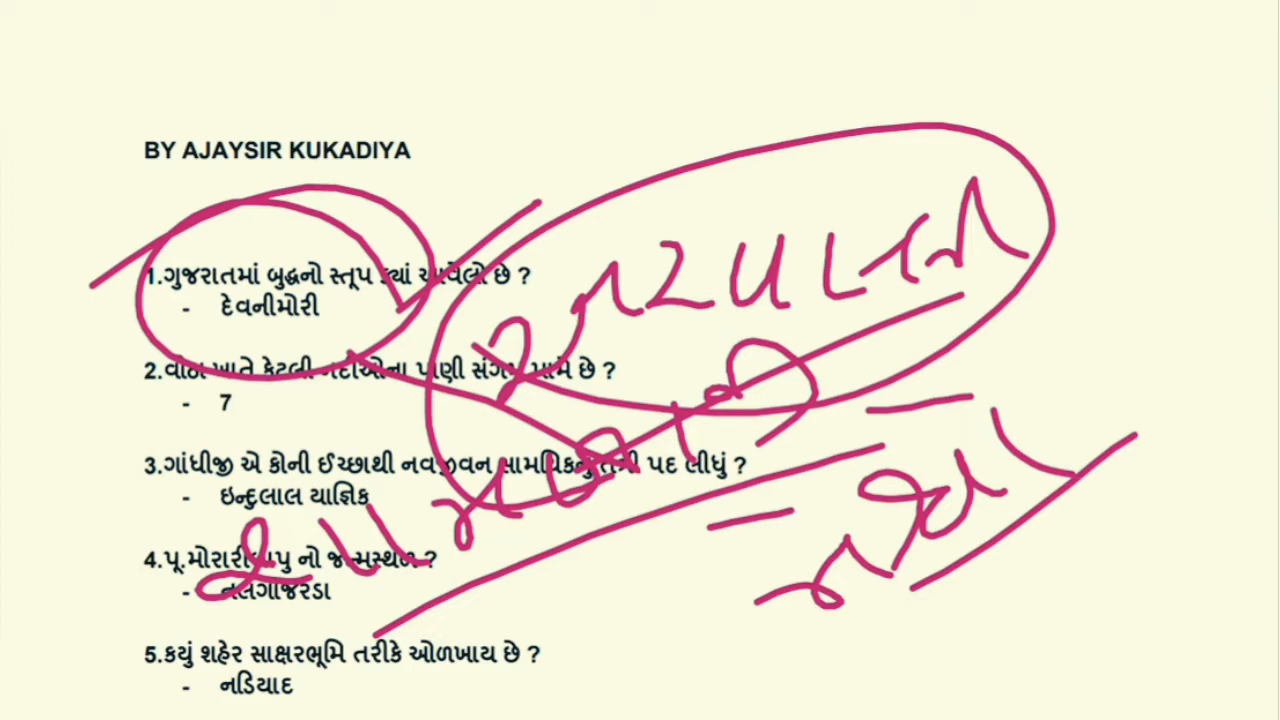 BY AJAYSIR KUKADIYA
1.ગુજરાતમાં બુદ્ધનો સ્તૂપ ક્યાં આવેલો છે ?
- દેવનીમોરી
2.વૌઠા ખાતે કેટલી નદીઓના પાણી સંગમ પામે છે ?
- 7
3.ગાંધીજી એ કોની ઈચ્છાથી નવજીવન સામયિકનું તંત્રી પદ લીધું ?
- ઇન્દુલાલ યાજ્ઞિક
4.પૂ.મોરારીબાપુ નો જન્મસ્થળ ?
- તલગાજરડા
5.કયું શહેર સાક્ષરભૂમિ તરીકે ઓળખાય છે ?
- નડિયાદ